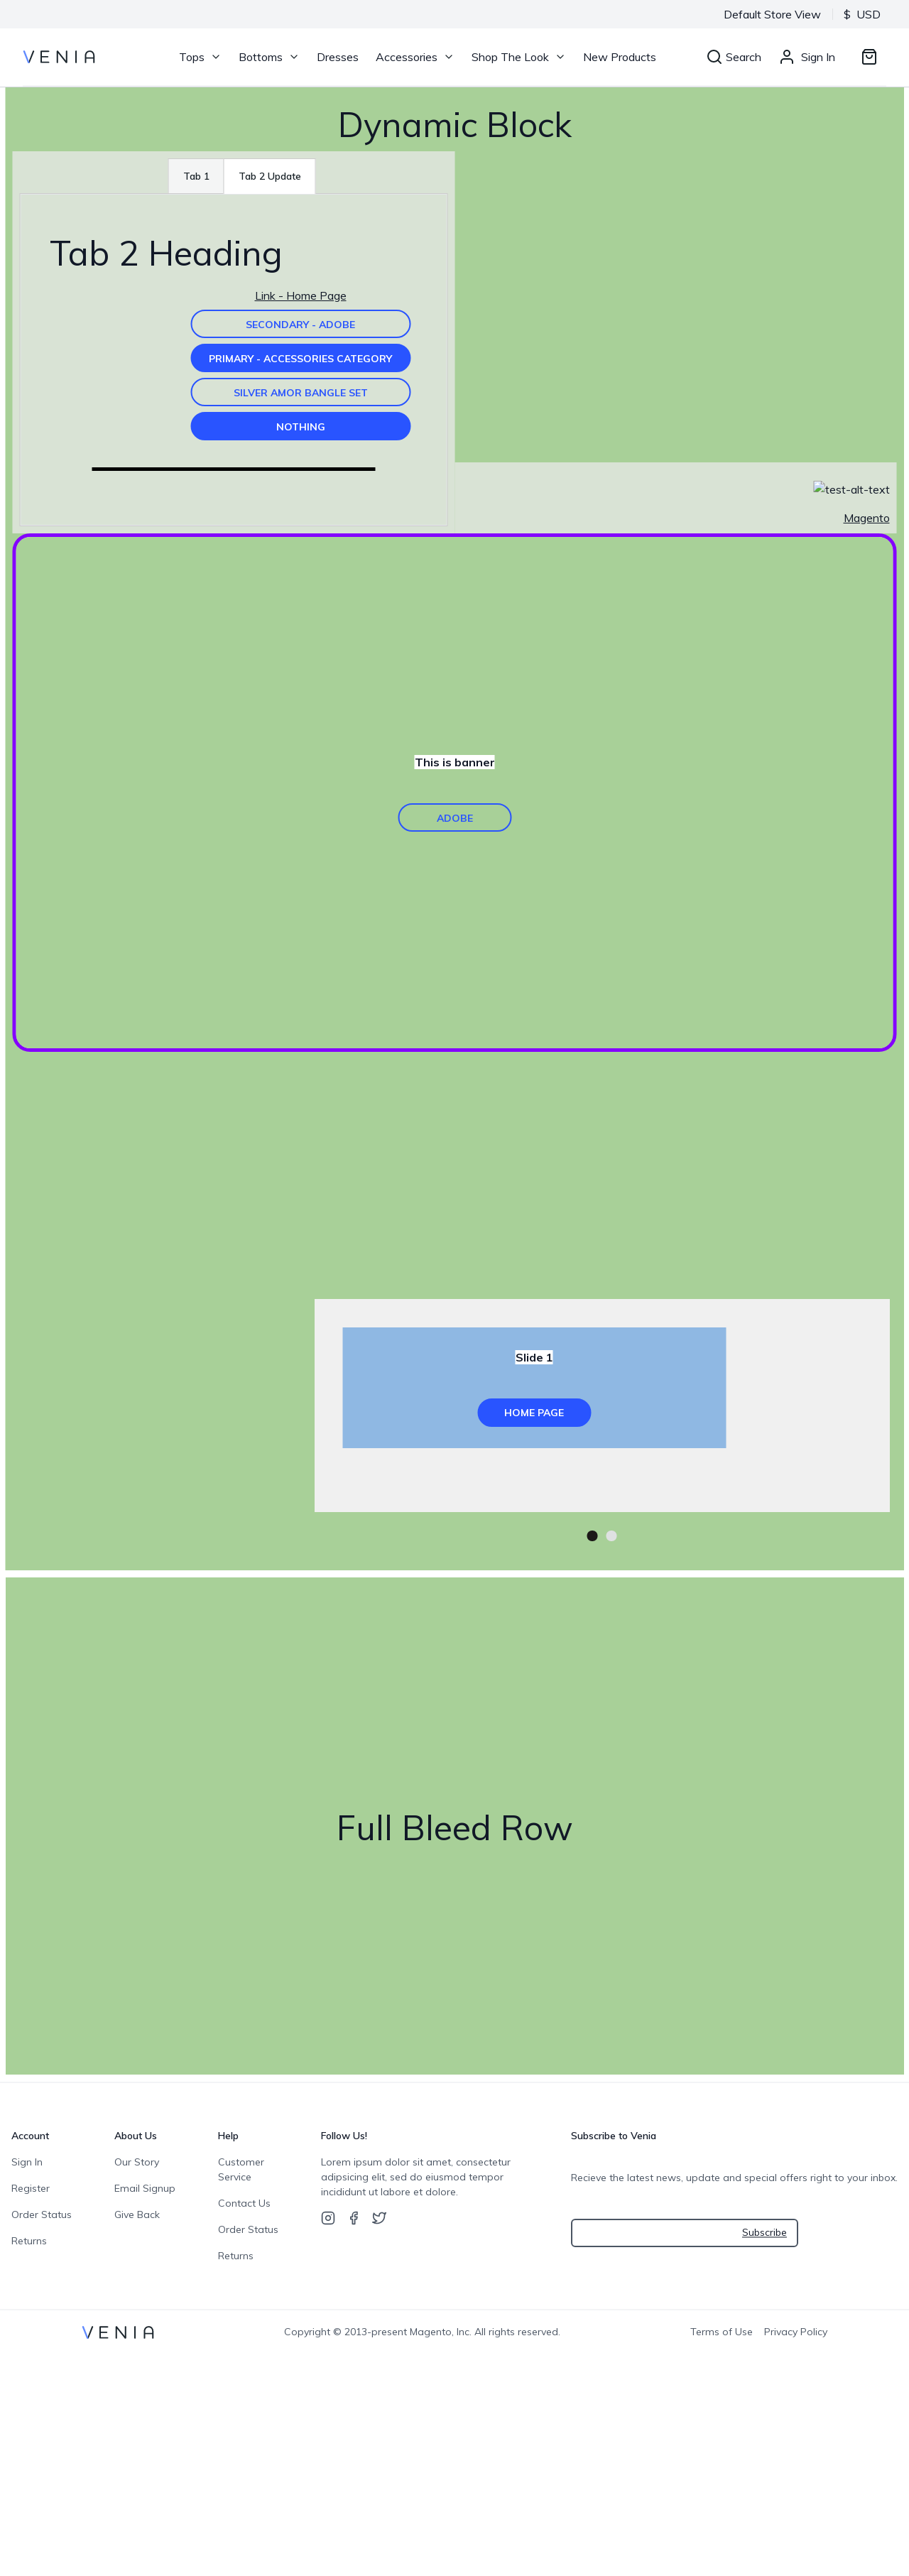 Default Store View
$ USD
VENIA
Tops
Bottoms
Dresses
Accessories
Shop The Look
New Products
Search
Sign In
Dynamic Block
Tab 1
Tab 2 Update
Tab 2 Heading
Link - Home Page
SECONDARY - ADOBE
PRIMARY - ACCESSORIES CATEGORY
SILVER AMOR BANGLE SET
NOTHING
test-alt-text
Magento
This is banner
ADOBE
Slide 1
HOME PAGE
Full Bleed Row
Account
Sign In
Register
Order Status
Returns
About Us
Our Story
Email Signup
Give Back
Help
Customer
Service
Contact Us
Order Status
Returns
Follow Us!
Lorem ipsum dolor sit amet, consectetur
adipsicing elit, sed do eiusmod tempor
incididunt ut labore et dolore.
Subscribe to Venia
Recieve the latest news, update and special offers right to your inbox.
Subscribe
VENIA
Copyright © 2013-present Magento, Inc. All rights reserved.
Terms of Use
Privacy Policy